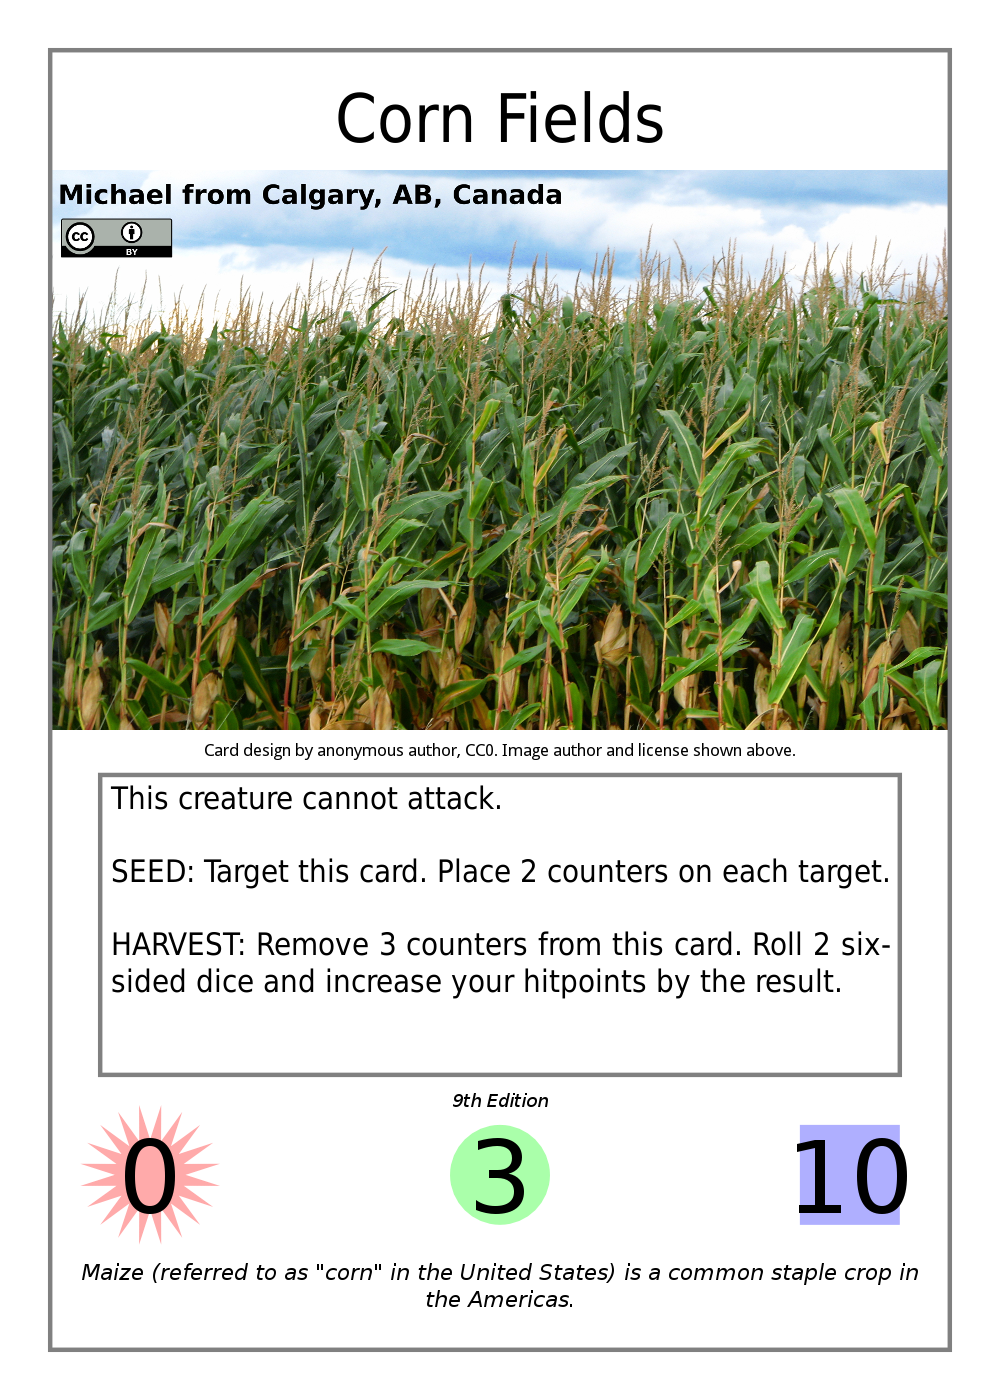 Corn Fields
Michael from Calgary, AB, Canada
cc
BY
Card design by anonymous author, CC0. Image author and license shown above.
This creature cannot attack.
SEED: Target this card. Place 2 counters on each target.
HARVEST: Remove 3 counters from this card. Roll 2 six-
sided dice and increase your hitpoints by the result.
9th Edition
0 3 10
Maize (referred to as "corn" in the United States) is a common staple crop in
the Americas.